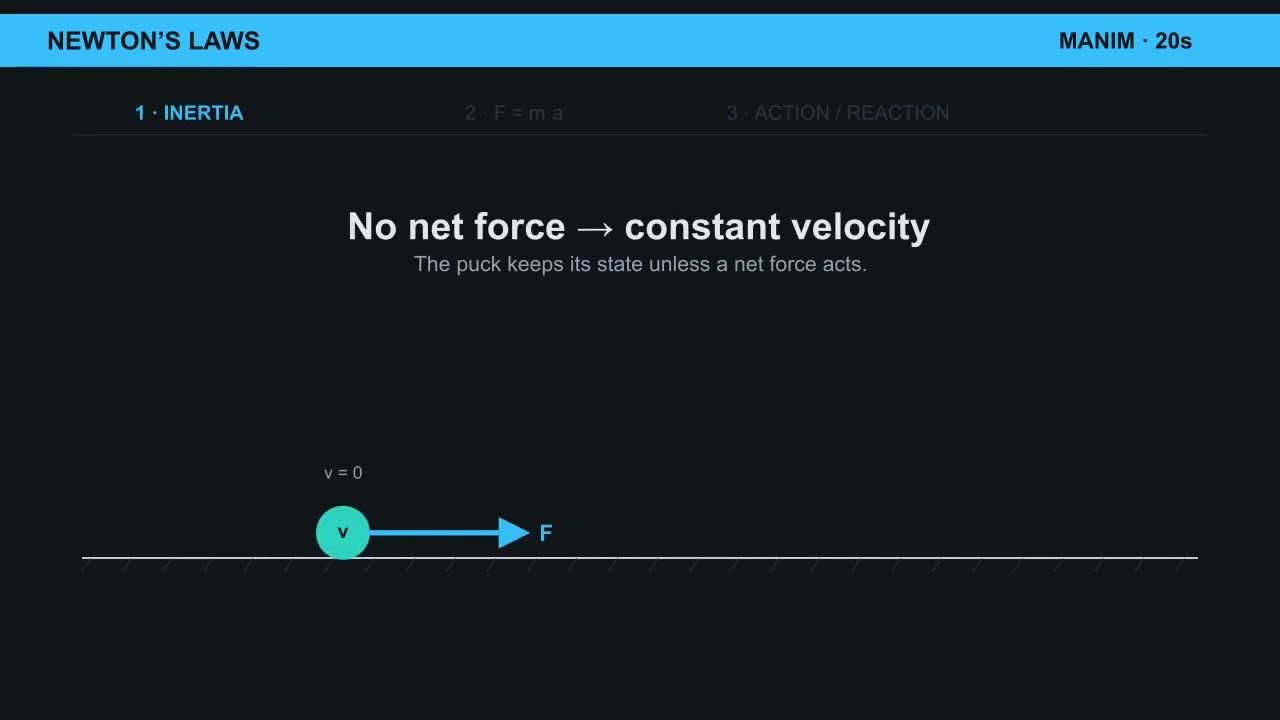 NEWTON’S LAWS
MANIM · 20s
1 · INERTIA
2 · F = m·a
3 · ACTION / REACTION
No net force → constant velocity
The puck keeps its state unless a net force acts.
v = 0
v
F